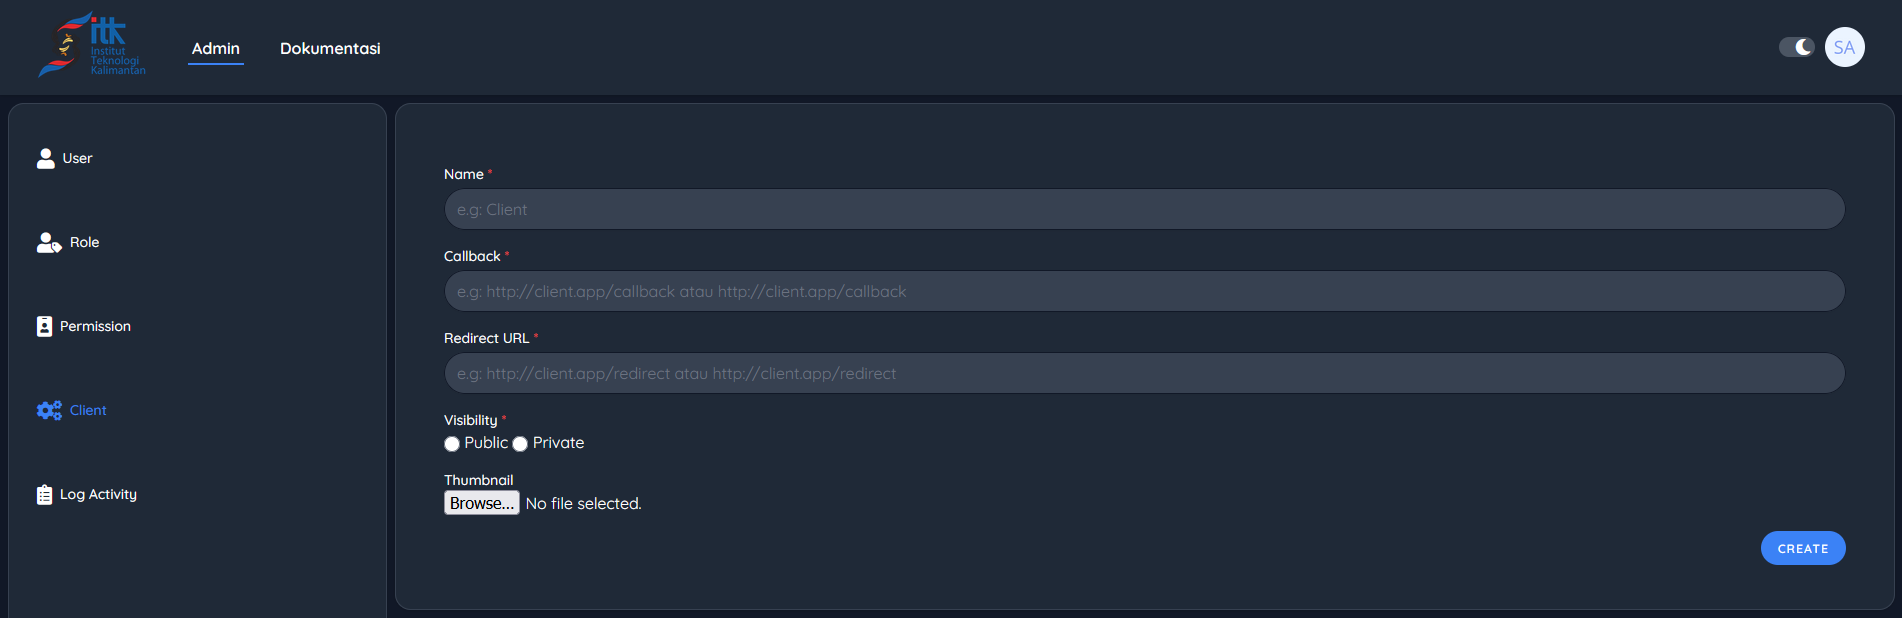 itk
Institut
Teknologi
Kalimantan
Admin
Dokumentasi
SA
User
Role
Permission
Client
Log Activity
Name *
e.g: Client
Callback *
e.g: http://client.app/callback atau http://client.app/callback
Redirect URL *
e.g: http://client.app/redirect atau http://client.app/redirect
Visibility *
Public Private
Thumbnail
Browse... No file selected.
CREATE